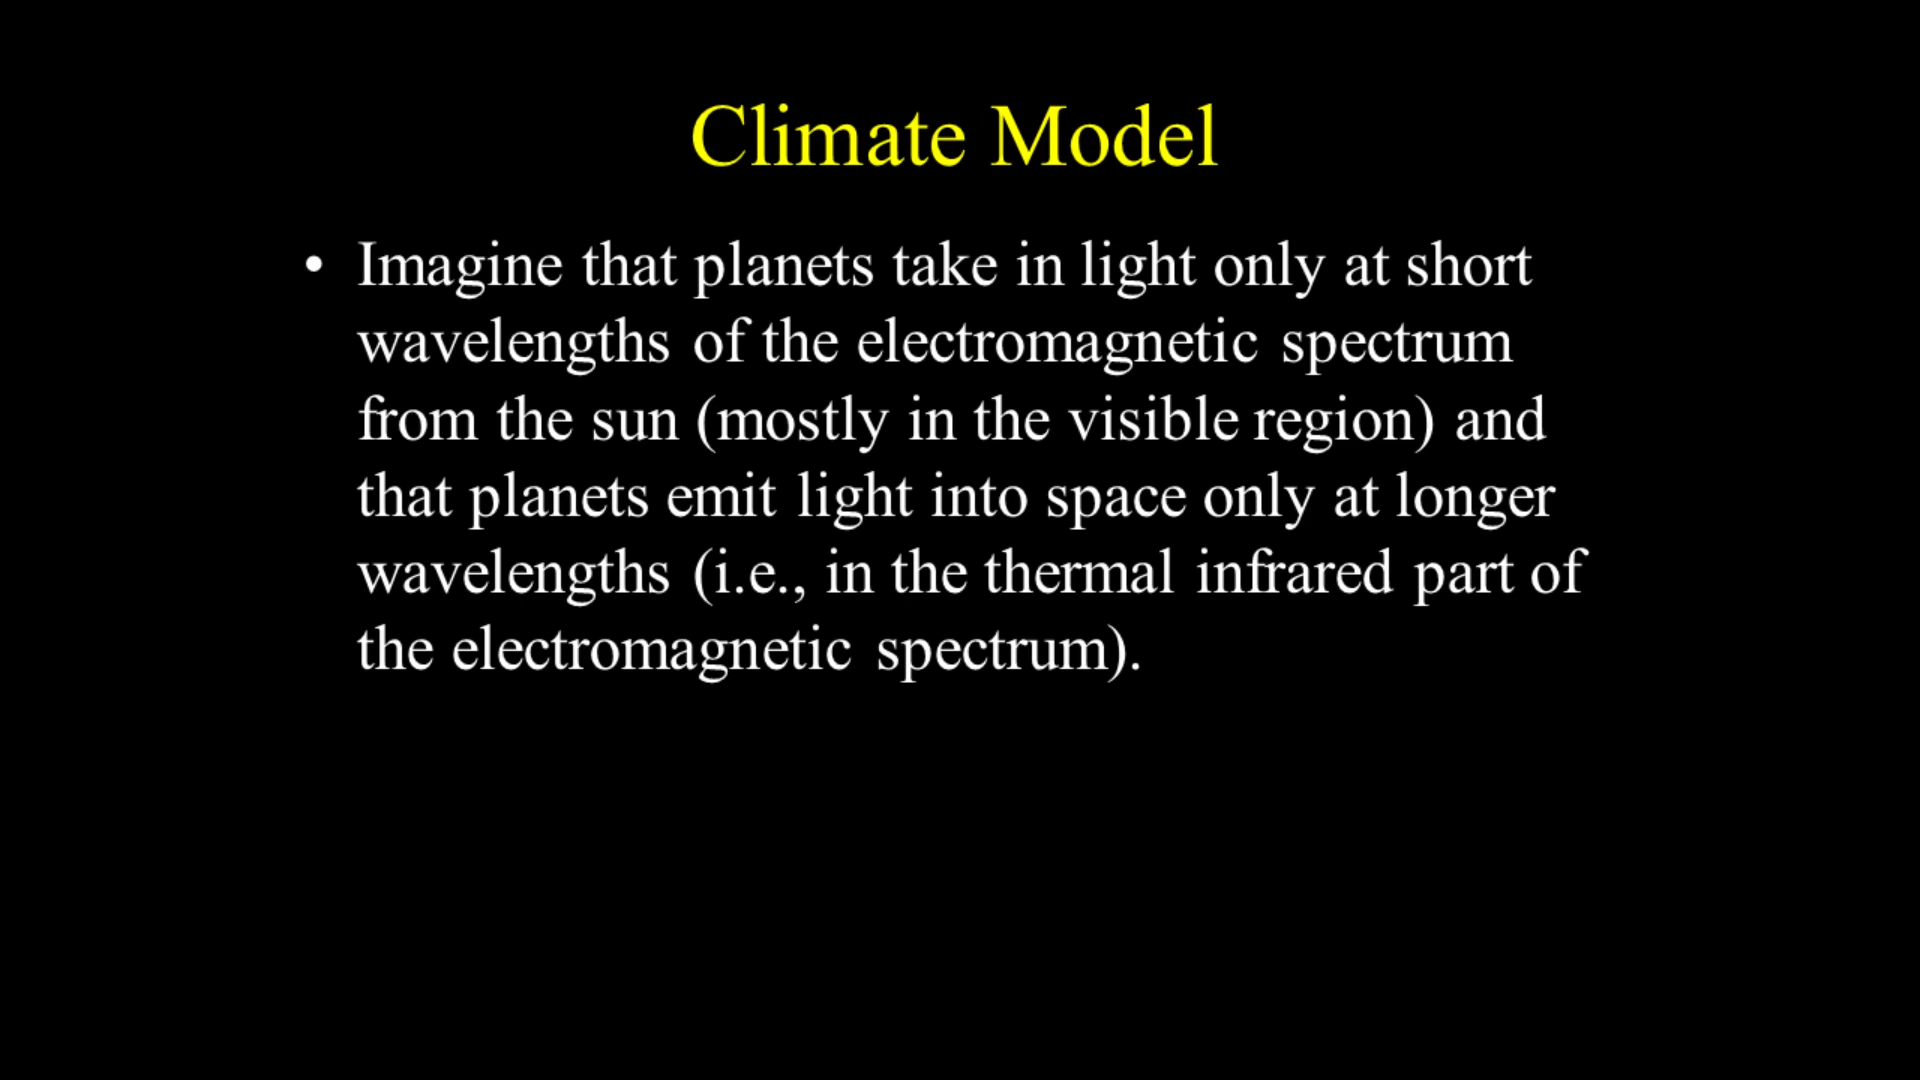 Climate Model
• Imagine that planets take in light only at short
wavelengths of the electromagnetic spectrum
from the sun (mostly in the visible region) and
that planets emit light into space only at longer
wavelengths (i.e., in the thermal infrared part of
the electromagnetic spectrum).